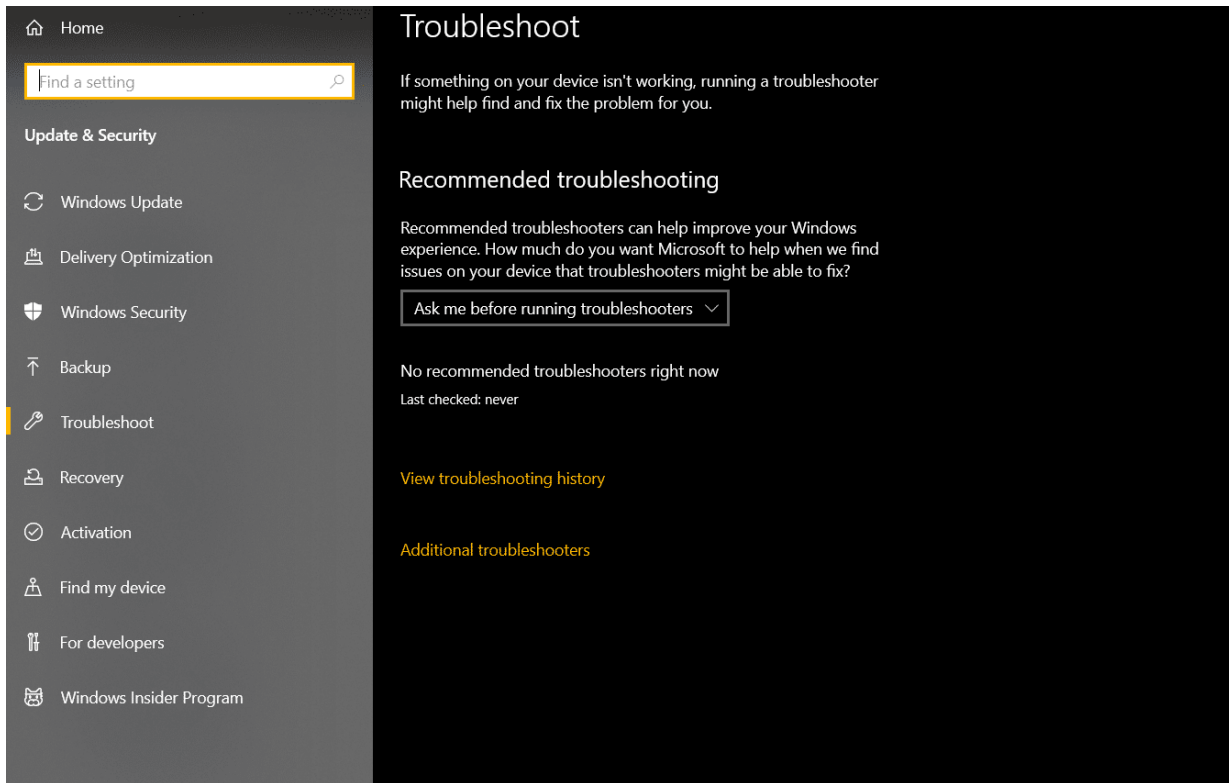 Home
Find a setting
Update & Security
Windows Update
Delivery Optimization
Windows Security
Backup
Troubleshoot
Recovery
Activation
Find my device
For developers
Windows Insider Program
Troubleshoot
If something on your device isn't working, running a troubleshooter
might help find and fix the problem for you.
Recommended troubleshooting
Recommended troubleshooters can help improve your Windows
experience. How much do you want Microsoft to help when we find
issues on your device that troubleshooters might be able to fix?
Ask me before running troubleshooters
No recommended troubleshooters right now
Last checked: never
View troubleshooting history
Additional troubleshooters